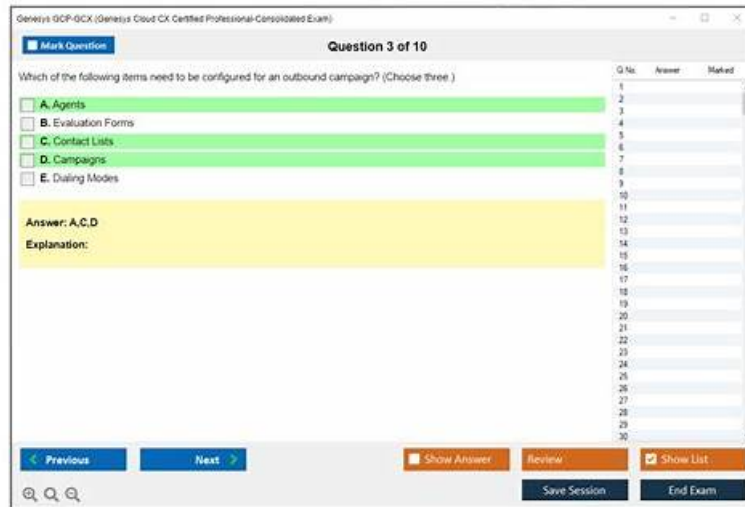 Genesys GCP-GCX (Genesys Cloud CX Certified Professional-Consolidated Exam)
Mark Question
Question 3 of 10
Q No. Answer Marked
Which of the following items need to be configured for an outbound campaign? (Choose three.)
A. Agents
B. Evaluation Forms
C. Contact Lists
D. Campaigns
E. Dialing Modes
Answer: A,C,D
Explanation:
1
2
3
4
5
6
7
8
9
10
11
12
13
14
15
16
17
18
19
20
21
22
23
24
25
26
27
28
29
30
Previous
Next
Show Answer
Review
Show List
Save Session
End Exam